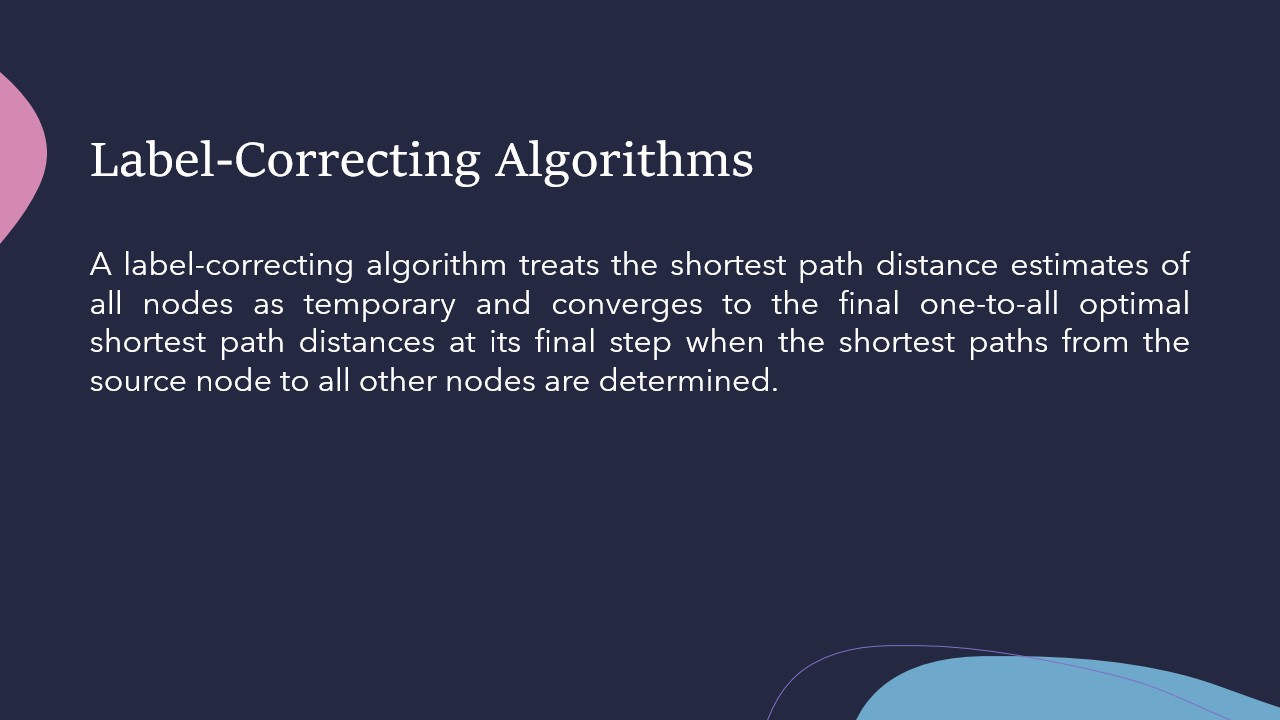 Label-Correcting Algorithms
A label-correcting algorithm treats the shortest path distance estimates of
all nodes as temporary and converges to the final one-to-all optimal
shortest path distances at its final step when the shortest paths from the
source node to all other nodes are determined.